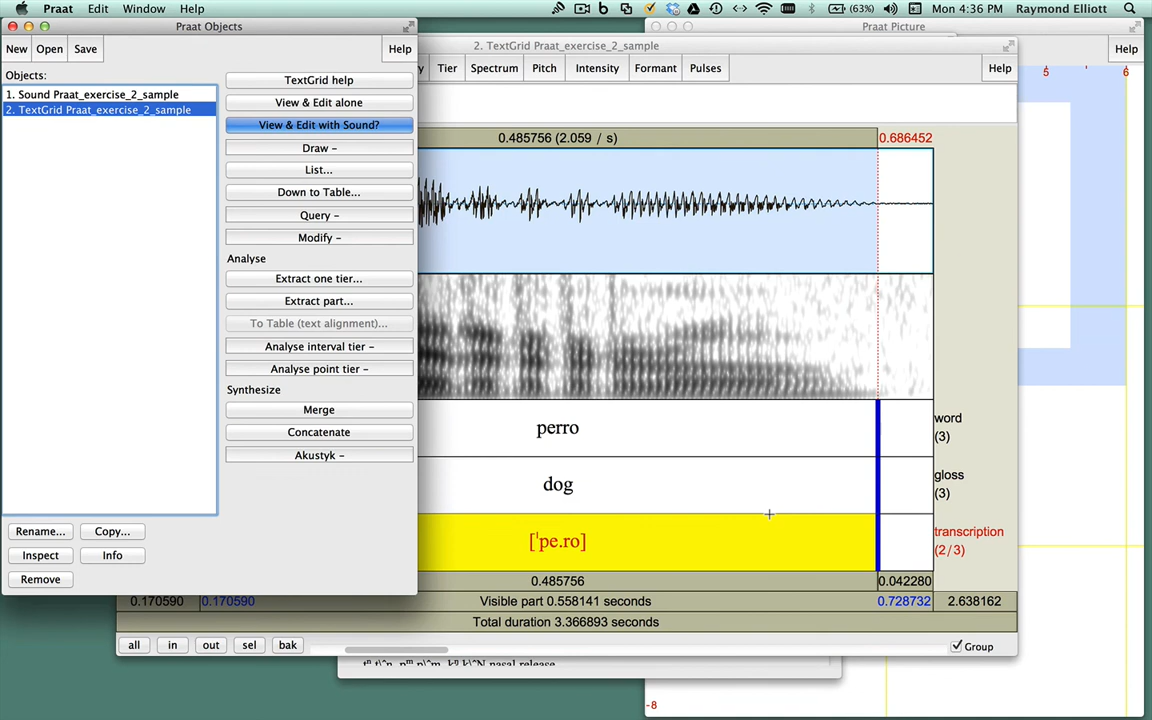 Praat Edit Window Help (63%) Mon 4:36 PM Raymond Elliott
Praat Objects
New Open Save Help
Objects:
1. Sound Praat_exercise_2_sample
2. TextGrid Praat_exercise_2_sample
TextGrid help
View & Edit alone
View & Edit with Sound?
Draw -
List...
Down to Table...
Query -
Modify -
Analyse
Extract one tier...
Extract part...
To Table (text alignment)...
Analyse interval tier -
Analyse point tier -
Synthesize
Merge
Concatenate
Akustyk -
Rename... Copy...
Inspect Info
Remove
2. TextGrid Praat_exercise_2_sample
y Tier Spectrum Pitch Intensity Formant Pulses Help
0.485756 (2.059 / s) 0.686452
perro word
(3)
dog gloss
(3)
[ˈpe.ro] transcription
(2/3)
0.485756 0.042280
0.170590 0.170590 Visible part 0.558141 seconds 0.728732 2.638162
Total duration 3.366893 seconds
all in out sel bak Group
nasal release
Praat Picture
Help
5 6
-8